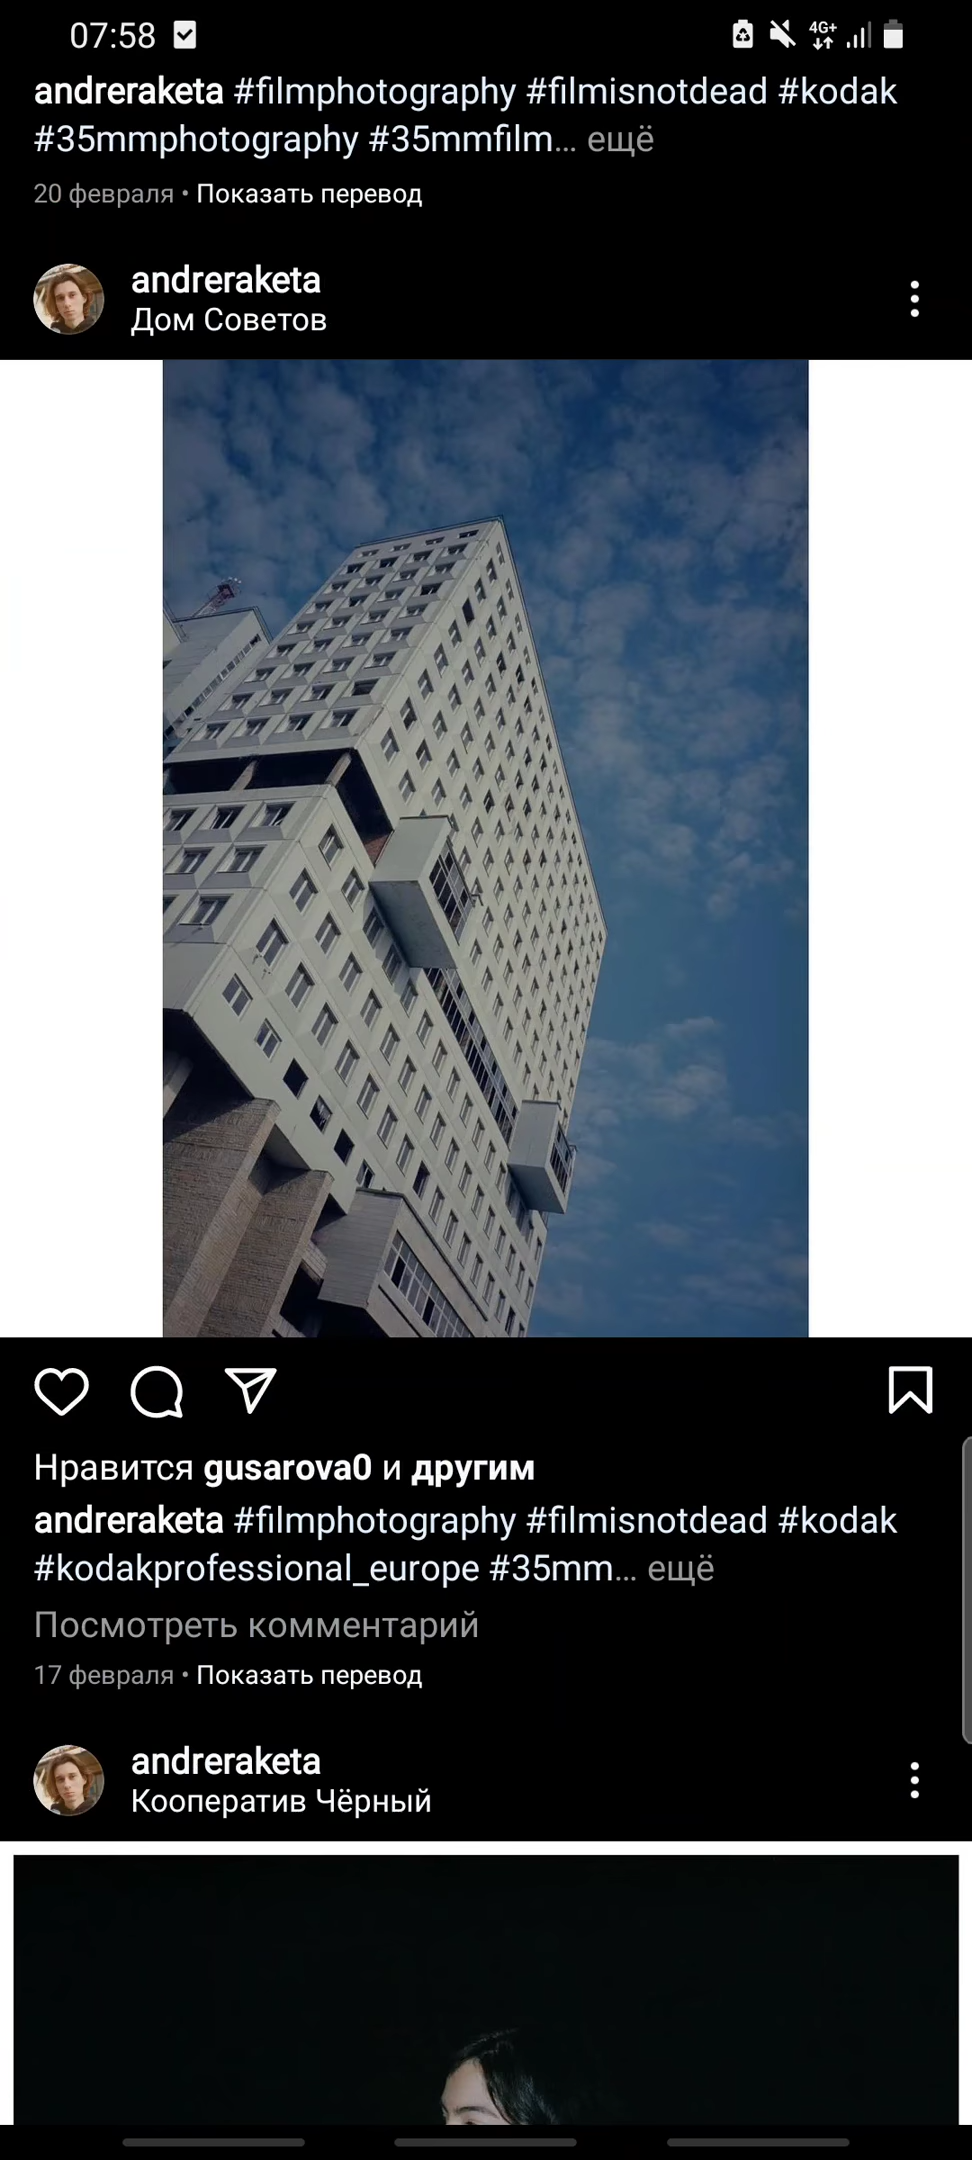 07:58
4G+
andreraketa #filmphotography #filmisnotdead #kodak
#35mmphotography #35mmfilm... ещё
20 февраля • Показать перевод
andreraketa
Дом Советов
Нравится gusarova0 и другим
andreraketa #filmphotography #filmisnotdead #kodak
#kodakprofessional_europe #35mm... ещё
Посмотреть комментарий
17 февраля • Показать перевод
andreraketa
Кооператив Чёрный